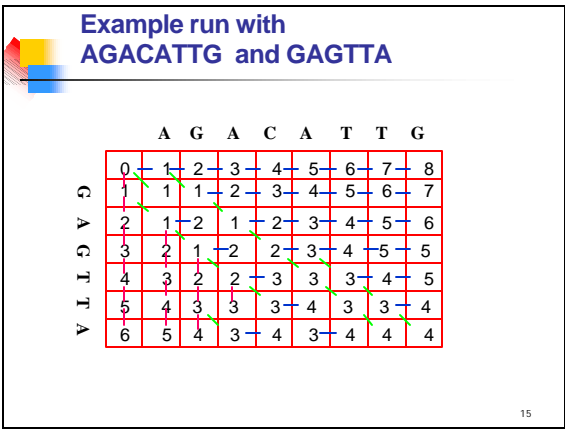 Example run with
AGACATTG and GAGTTA
A G A C A T T G
0 1 2 3 4 5 6 7 8
G 1 1 1 2 3 4 5 6 7
A 2 1 2 1 2 3 4 5 6
G 3 2 1 2 2 3 4 5 5
T 4 3 2 2 3 3 3 4 5
T 5 4 3 3 3 4 3 3 4
A 6 5 4 3 4 3 4 4 4
15